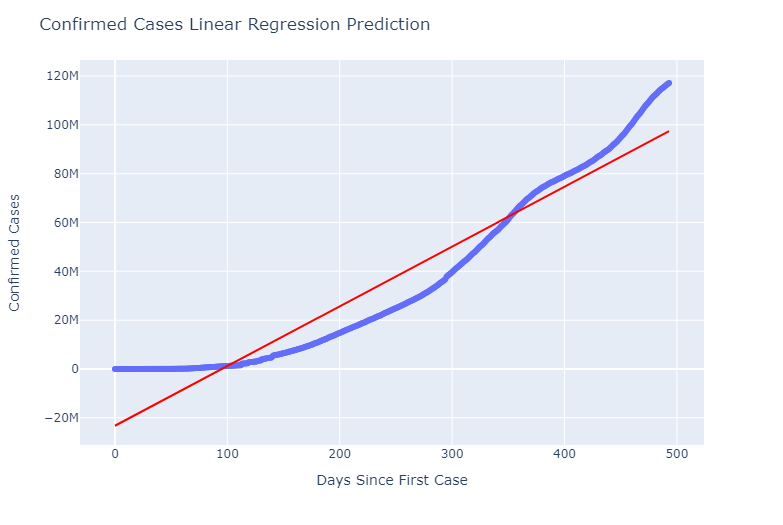 Confirmed Cases Linear Regression Prediction
120M
100M
80M
60M
40M
20M
0
−20M
Confirmed Cases
0 100 200 300 400 500
Days Since First Case